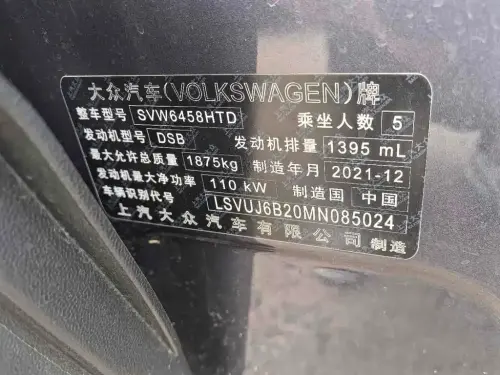 大众汽车(VOLKSWAGEN)牌
整车型号 SVW6458HTD 乘坐人数 5
发动机型号 DSB 发动机排量 1395 mL
最大允许总质量 1875kg 制造年月 2021-12
发动机最大净功率 110 kW 制造国 中国
车辆识别代号 LSVUJ6B20MN085024
上汽大众汽车有限公司制造